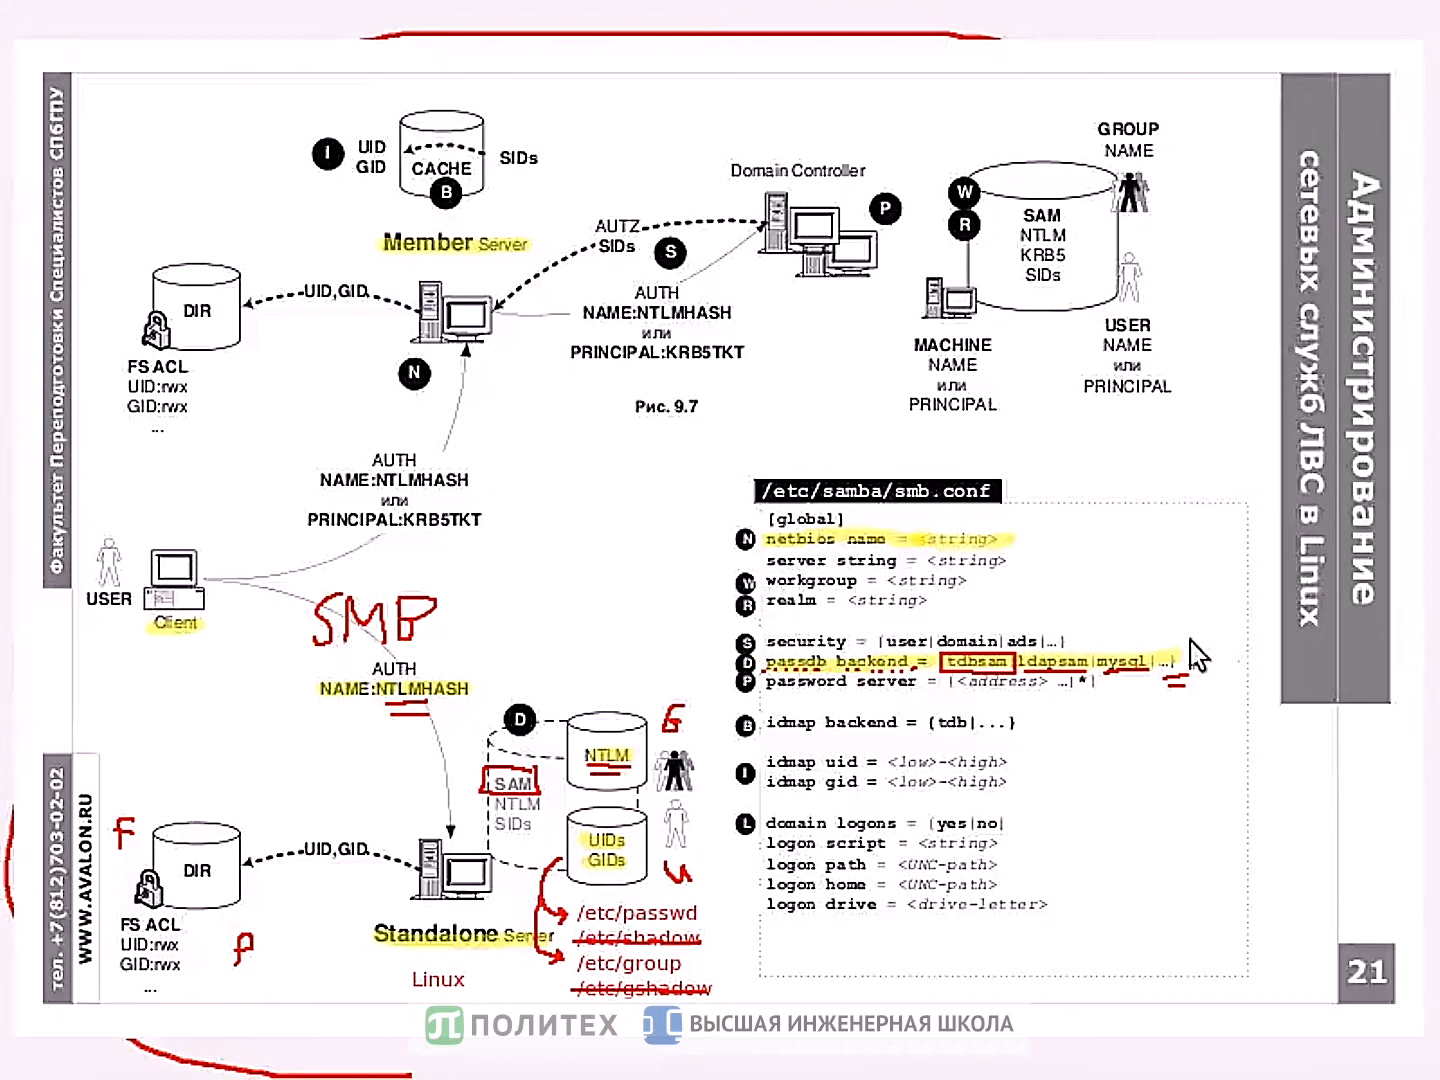 Факультет Переподготовки Специалистов СПбГПУ
тел. +7(812)703-02-02
WWW.AVALON.RU
Администрирование
сетевых служб ЛВС в Linux
21
I
UID
GID
CACHE
SIDs
B
Member Server
DIR
UID,GID
FS ACL
UID:rwx
GID:rwx
...
N
AUTZ
SIDs
S
AUTH
NAME:NTLMHASH
или
PRINCIPAL:KRB5TKT
Domain Controller
P
W
R
SAM
NTLM
KRB5
SIDs
GROUP
NAME
USER
NAME
или
PRINCIPAL
MACHINE
NAME
или
PRINCIPAL
Рис. 9.7
AUTH
NAME:NTLMHASH
или
PRINCIPAL:KRB5TKT
USER
Client
SMB
AUTH
NAME:NTLMHASH
D
SAM
NTLM
SIDs
NTLM
G
UIDs
GIDs
U
F
DIR
UID,GID
FS ACL
UID:rwx
GID:rwx
...
P
Standalone Server
Linux
/etc/passwd
/etc/shadow
/etc/group
/etc/gshadow
/etc/samba/smb.conf
[global]
N netbios name = <string>
server string = <string>
W workgroup = <string>
R realm = <string>
S security = {user|domain|ads|…}
D passdb backend = {tdbsam|ldapsam|mysql|…}
P password server = {<address> …|*}
B idmap backend = {tdb|...}
I idmap uid = <low>-<high>
idmap gid = <low>-<high>
L domain logons = {yes|no}
logon script = <string>
logon path = <UNC-path>
logon home = <UNC-path>
logon drive = <drive-letter>
ПОЛИТЕХ
ВЫСШАЯ ИНЖЕНЕРНАЯ ШКОЛА